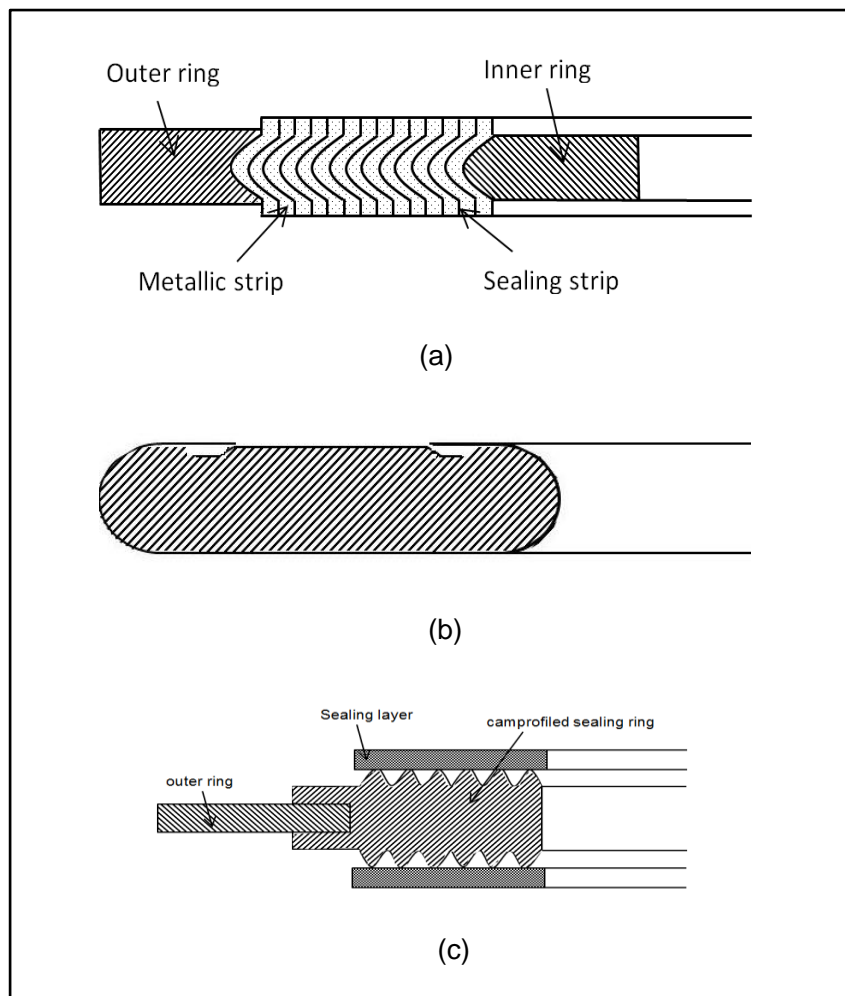 Outer ring
Inner ring
Metallic strip
Sealing strip
(a)
(b)
Sealing layer
camprofiled sealing ring
outer ring
(c)